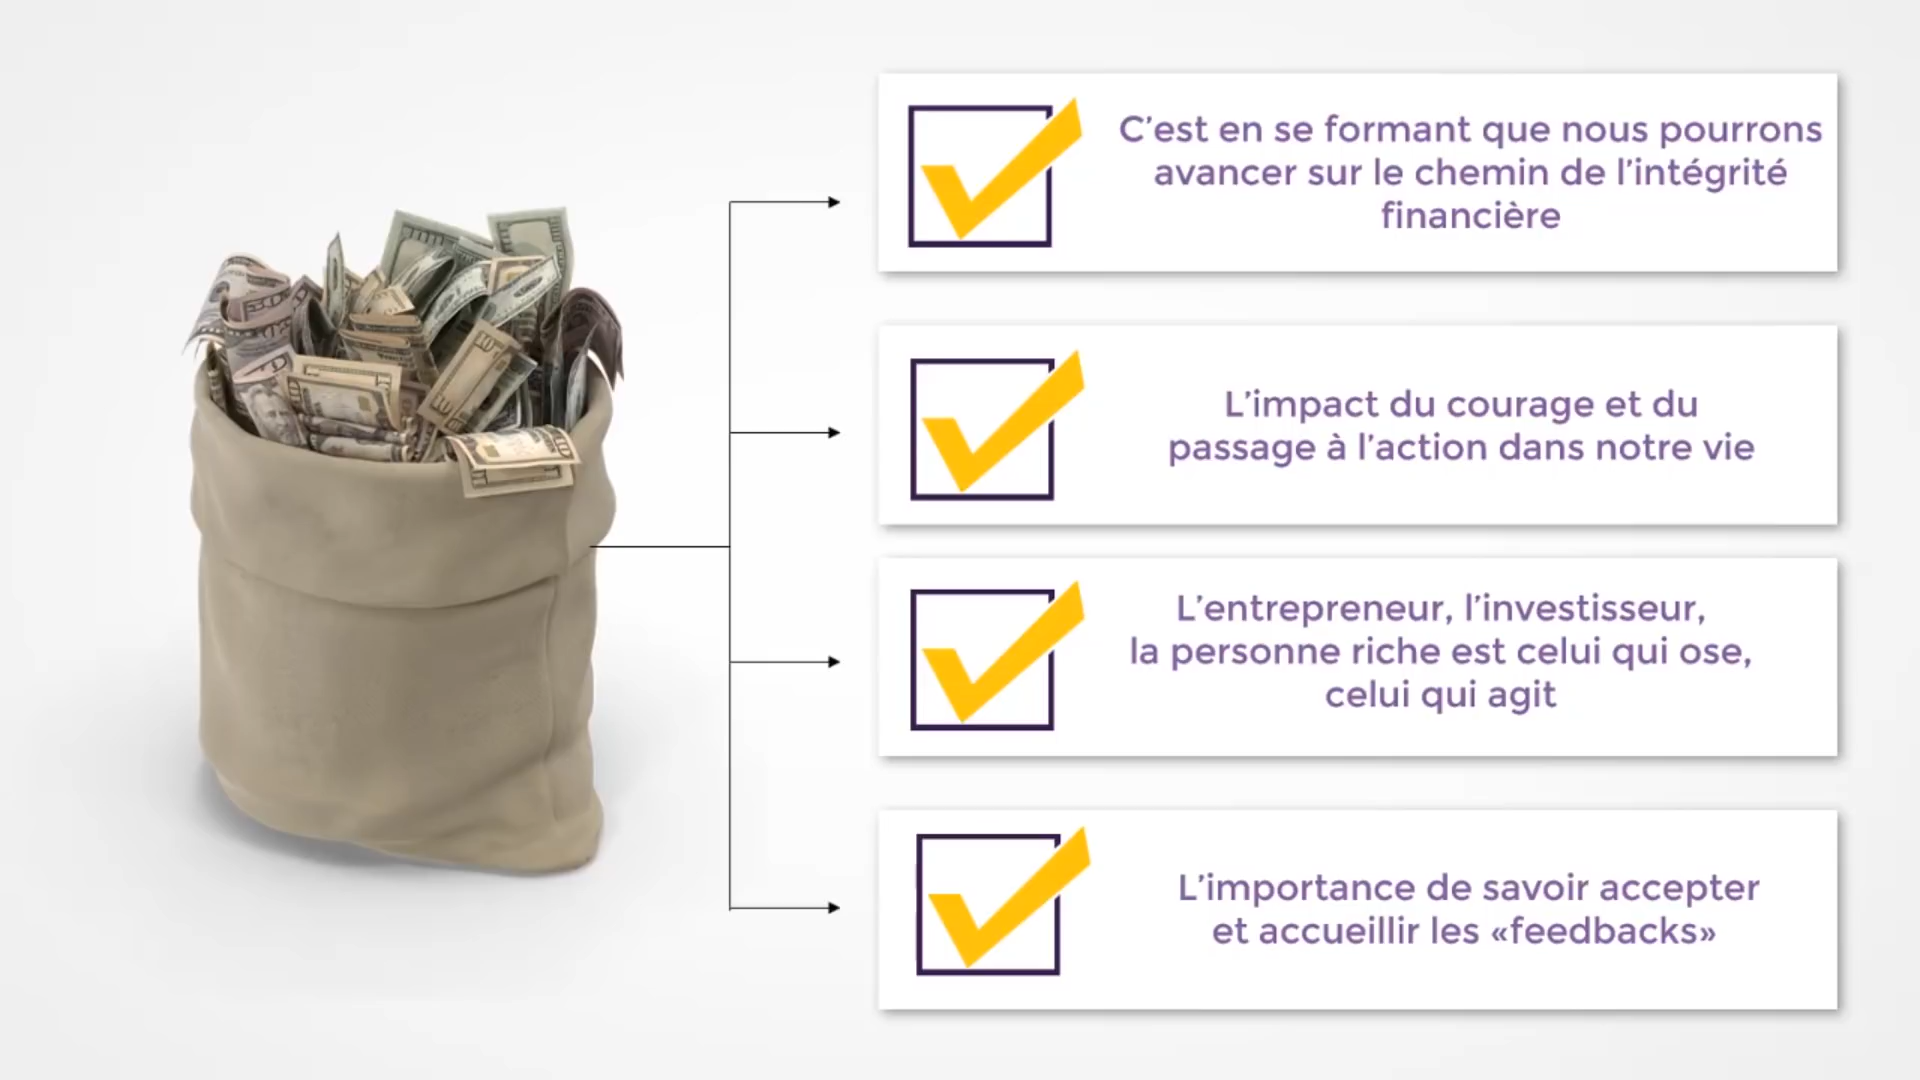 C’est en se formant que nous pourrons
avancer sur le chemin de l’intégrité
financière
L’impact du courage et du
passage à l’action dans notre vie
L’entrepreneur, l’investisseur,
la personne riche est celui qui ose,
celui qui agit
L’importance de savoir accepter
et accueillir les «feedbacks»